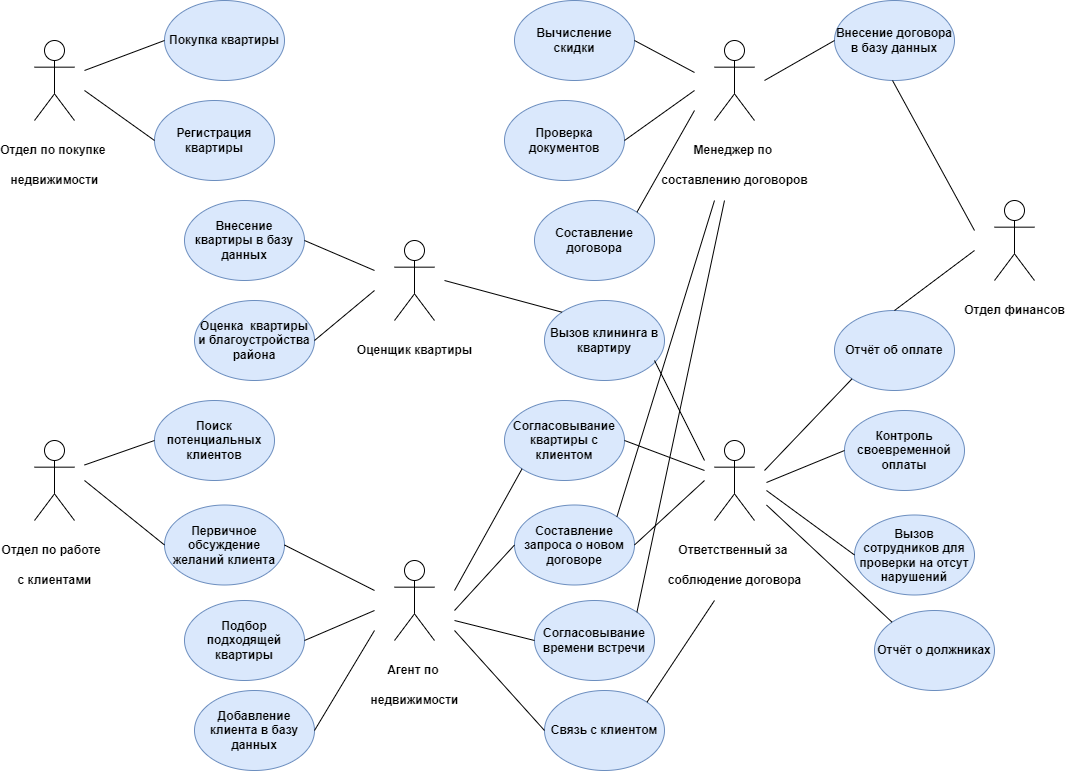 Покупка квартиры
Вычисление
скидки
Внесение договора
в базу данных
Регистрация
квартиры
Проверка
документов
Отдел по покупке
недвижимости
Менеджер по
составлению договоров
Внесение
квартиры в базу
данных
Составление
договора
Отдел финансов
Оценка квартиры
и благоустройства
района
Оценщик квартиры
Вызов клининга в
квартиру
Отчёт об оплате
Поиск
потенциальных
клиентов
Согласовывание
квартиры с
клиентом
Контроль
своевременной
оплаты
Отдел по работе
с клиентами
Первичное
обсуждение
желаний клиента
Составление
запроса о новом
договоре
Ответственный за
соблюдение договора
Вызов
сотрудников для
проверки на отсут
нарушений
Подбор
подходящей
квартиры
Агент по
недвижимости
Согласовывание
времени встречи
Отчёт о должниках
Добавление
клиента в базу
данных
Связь с клиентом